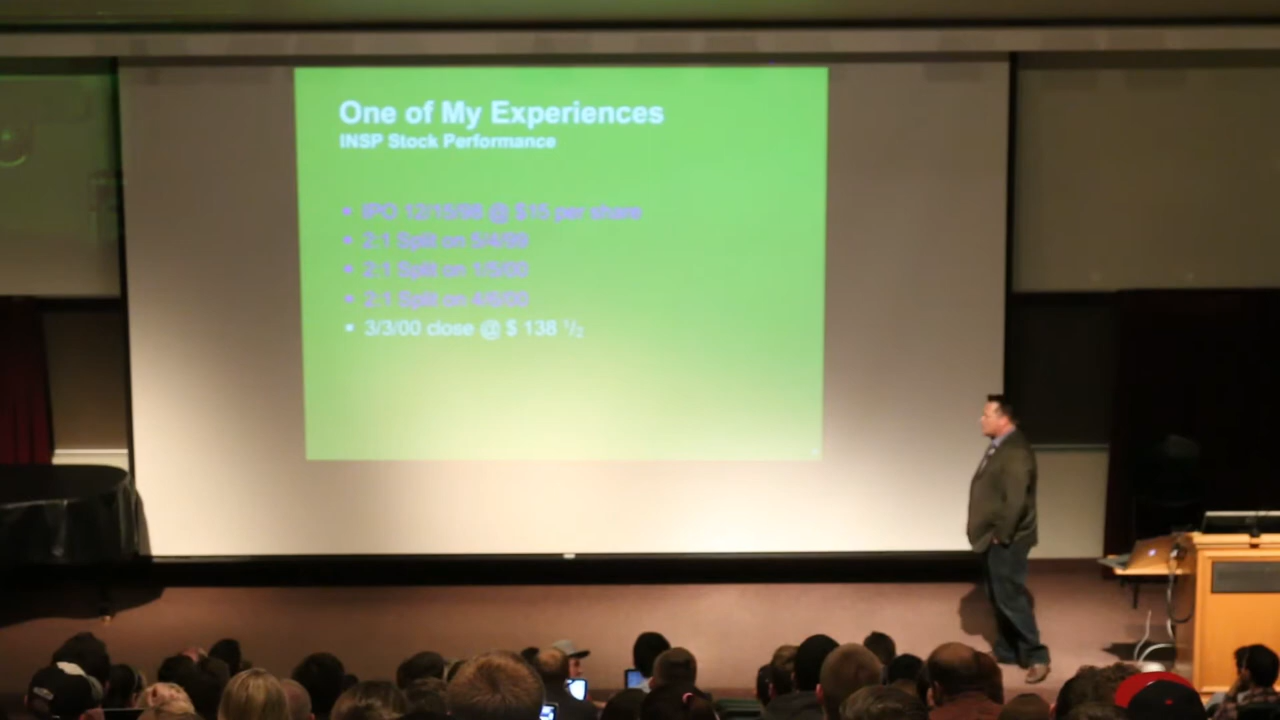 One of My Experiences
INSP Stock Performance
IPO 12/15/98 @ $15 per share
2:1 Split on 5/4/99
2:1 Split on 1/5/00
2:1 Split on 4/6/00
3/3/00 close @ $ 138 1/2